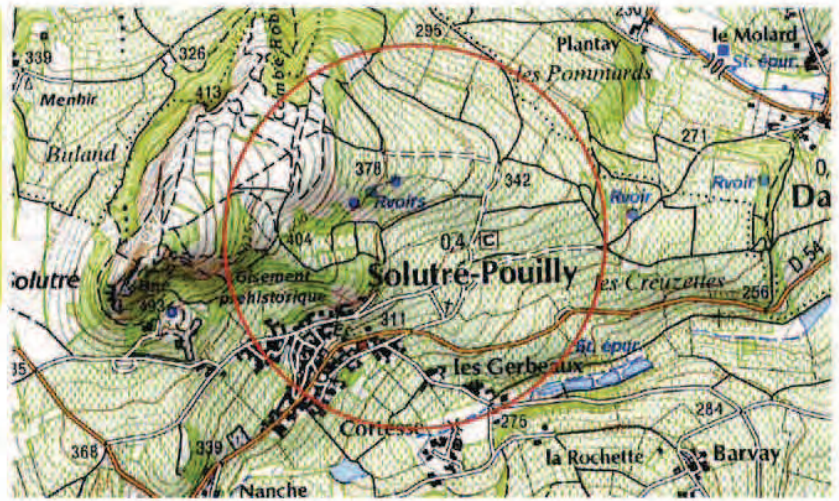 295
230
Plantay
le Molard
St. épur.
339
326
les Pommards
413
Menhir
271
Buland
378
342
Rvoirs
Rvoir
Rvoir
Da
404
0,4
C
Solutré
Gisement
préhistorique
Solutré-Pouilly
les Creuzettes
D 54
493
256
311
St. épur.
les Gerbeaux
275
284
368
339
la Rochette
Barvay
Nanche